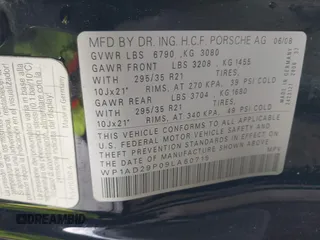 MFD BY DR. ING. H.C.F. PORSCHE AG 06/08
GVWR LBS 6790 .KG 3080
GAWR FRONT LBS 3208 .KG 1455
WITH 295/35 R21 TIRES.
10Jx21" RIMS, AT 270 KPA. 39 PSI COLD
GAWR REAR LBS 3704 .KG 1680
WITH 295/35 R21 TIRES.
10Jx21" RIMS, AT 340 KPA. 49 PSI COLD
THIS VEHICLE CONFORMS TO ALL
APPLICABLE U.S. FEDERAL MOTOR VEHICLE
SAFETY AND THEFT PREVENTION
STANDARDS IN EFFECT ON THE DATE OF
MANUFACTURE SHOWN ABOVE.
WP1AD29P09LA60715 MPV
DREAMBID